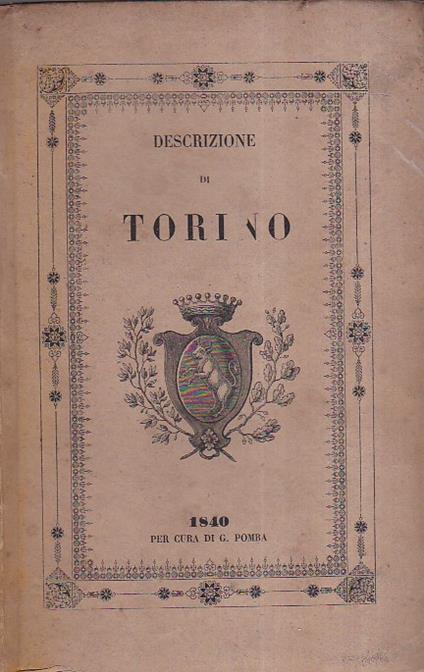 DESCRIZIONE
DI
TORINO
1840
PER CURA DI G. POMBA